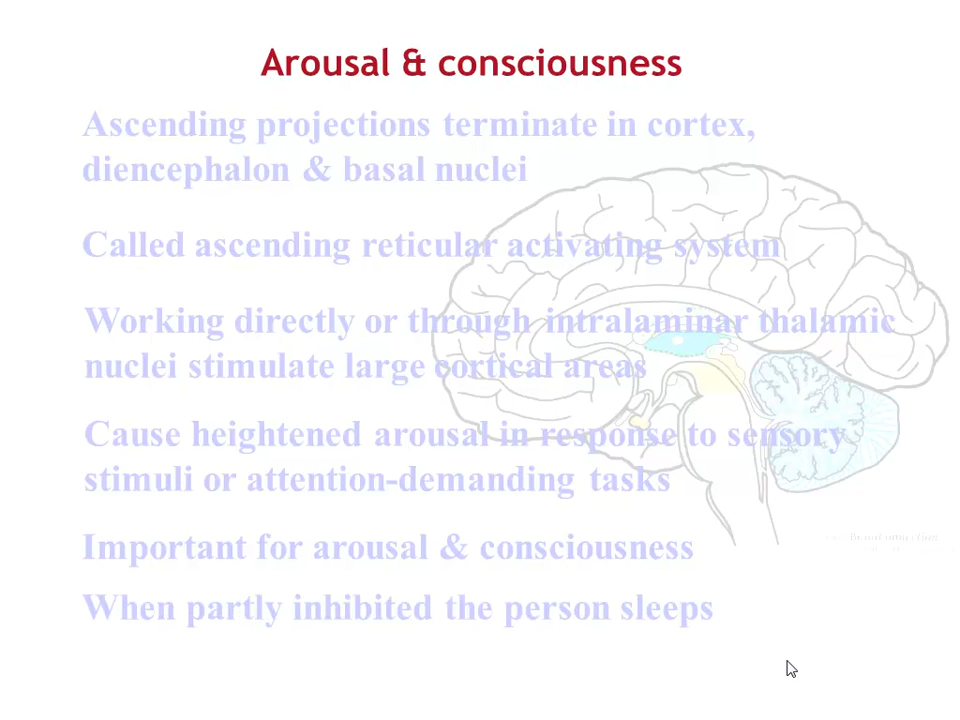 Arousal & consciousness
Ascending projections terminate in cortex,
diencephalon & basal nuclei
Called ascending reticular activating system
Working directly or through intralaminar thalamic
nuclei stimulate large cortical areas
Cause heightened arousal in response to sensory
stimuli or attention-demanding tasks
Important for arousal & consciousness
When partly inhibited the person sleeps